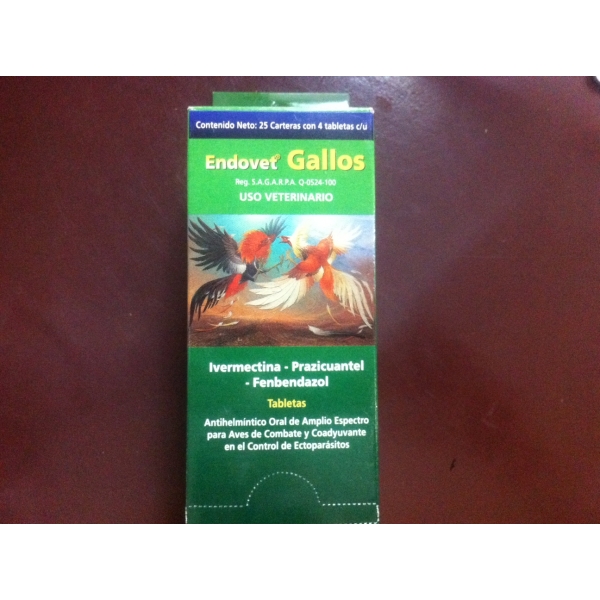 Contenido Neto: 25 Carteras con 4 tabletas c/u
Endovet Gallos
Reg. S.A.G.A.R.P.A. Q-0524-100
USO VETERINARIO
Ivermectina - Prazicuantel
- Fenbendazol
Tabletas
Antihelmíntico Oral de Amplio Espectro
para Aves de Combate y Coadyuvante
en el Control de Ectoparásitos